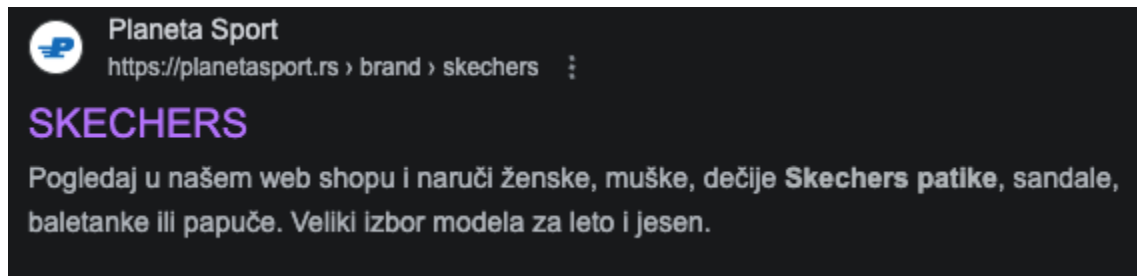 Planeta Sport
https://planetasport.rs › brand › skechers
SKECHERS
Pogledaj u našem web shopu i naruči ženske, muške, dečije Skechers patike, sandale,
baletanke ili papuče. Veliki izbor modela za leto i jesen.